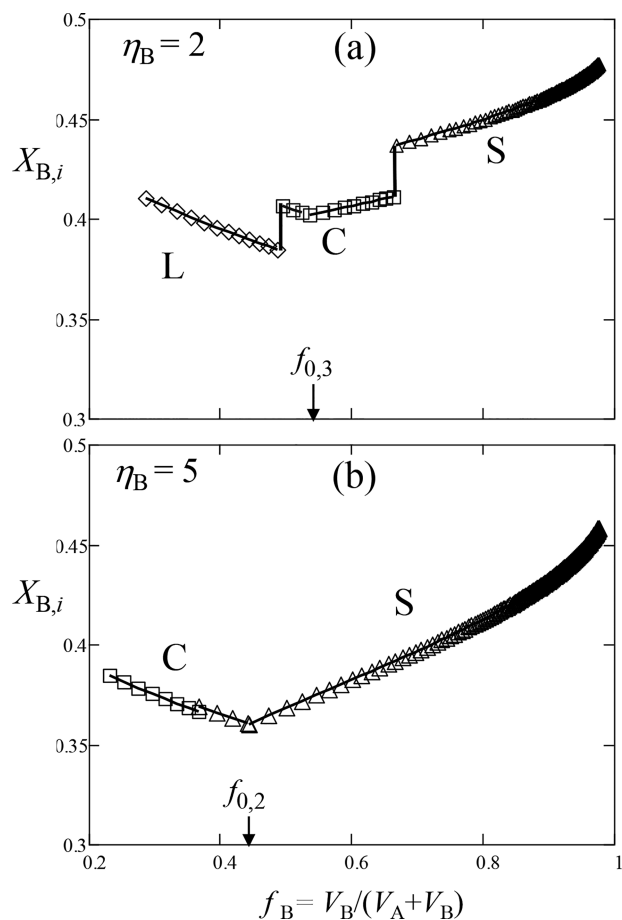 0.5
η_B = 2
(a)
0.45
S
X_B,i
0.4
C
L
0.35
f_0,3
0.3
0.5
η_B = 5
(b)
0.45
S
X_B,i
0.4
C
0.35
f_0,2
0.3
0.2 0.4 0.6 0.8 1
f_B = V_B/(V_A+V_B)